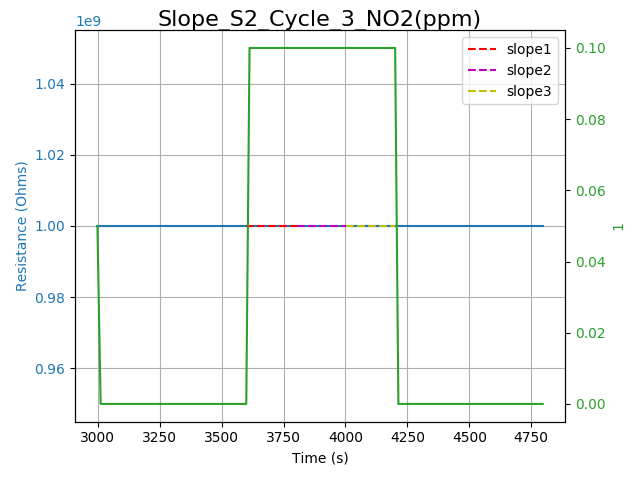 Slope_S2_Cycle_3_NO2(ppm)
1e9
slope1
slope2
slope3
1.04
1.02
1.00
0.98
0.96
Resistance (Ohms)
0.10
0.08
0.06
0.04
0.02
0.00
1
3000 3250 3500 3750 4000 4250 4500 4750
Time (s)